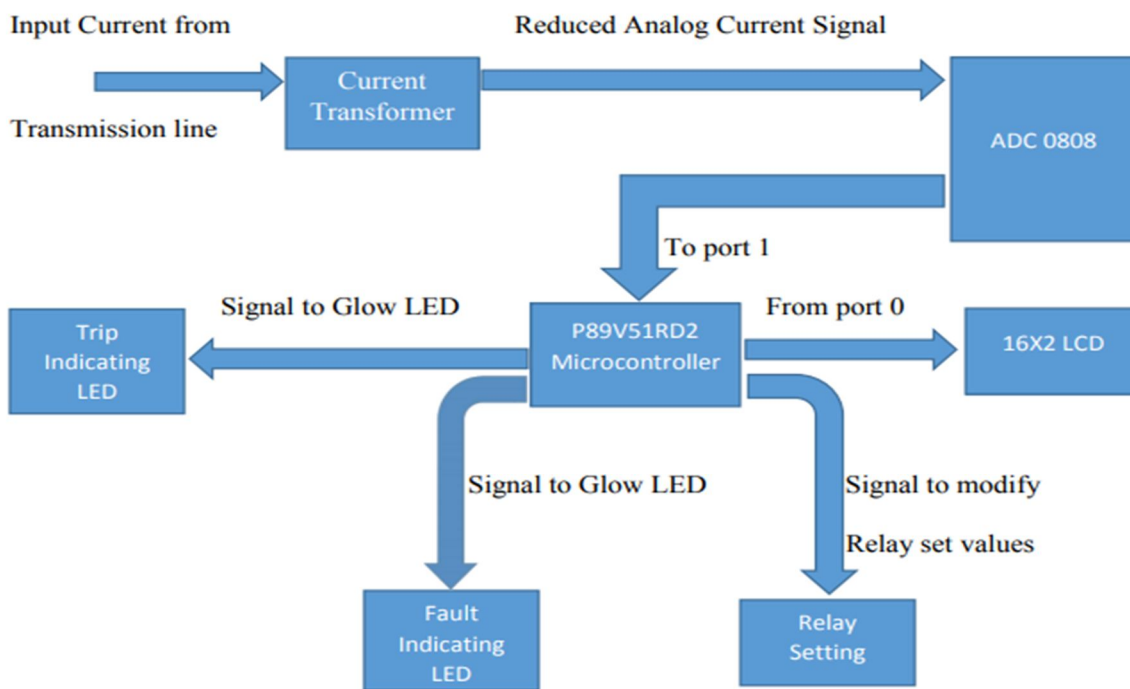 Input Current from
Reduced Analog Current Signal
Current
Transformer
Transmission line
ADC 0808
To port 1
Signal to Glow LED
From port 0
Trip
Indicating
LED
P89V51RD2
Microcontroller
16X2 LCD
Signal to Glow LED
Signal to modify
Relay set values
Fault
Indicating
LED
Relay
Setting